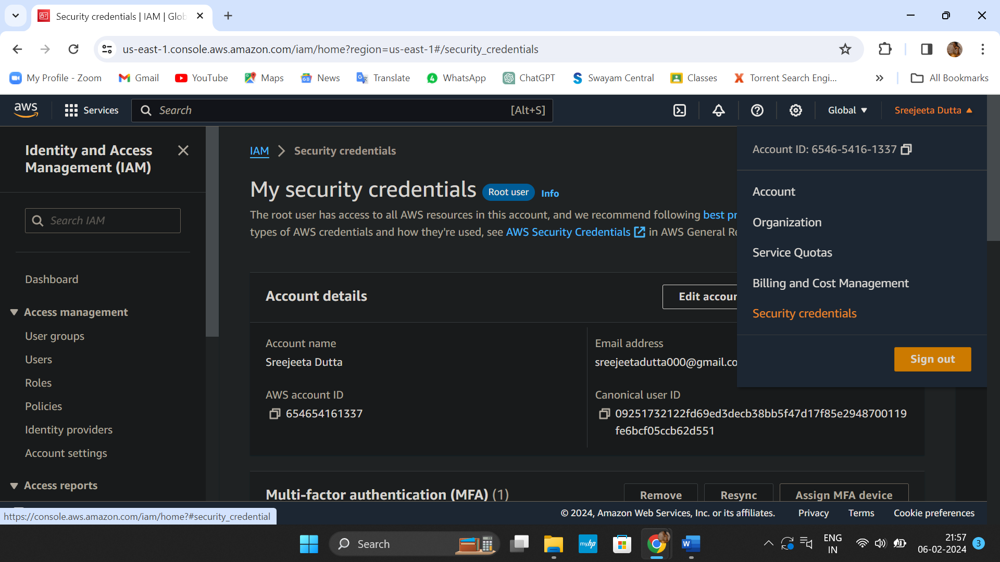 Security credentials | IAM | Glob
us-east-1.console.aws.amazon.com/iam/home?region=us-east-1#/security_credentials
My Profile - Zoom
Gmail
YouTube
Maps
News
Translate
WhatsApp
ChatGPT
Swayam Central
Classes
Torrent Search Engi...
All Bookmarks
aws
Services
Search
[Alt+S]
Global
Sreejeeta Dutta
Identity and Access
Management (IAM)
Search IAM
Dashboard
Access management
User groups
Users
Roles
Policies
Identity providers
Account settings
Access reports
IAM
Security credentials
My security credentials
Root user
Info
The root user has access to all AWS resources in this account, and we recommend following best pr
types of AWS credentials and how they're used, see AWS Security Credentials in AWS General Re
Account details
Edit accour
Account name
Sreejeeta Dutta
Email address
sreejeetadutta000@gmail.co
AWS account ID
654654161337
Canonical user ID
09251732122fd69ed3decb38bb5f47d17f85e2948700119
fe6bcf05ccb62d551
Multi-factor authentication (MFA) (1)
Remove
Resync
Assign MFA device
Account ID: 6546-5416-1337
Account
Organization
Service Quotas
Billing and Cost Management
Security credentials
Sign out
https://console.aws.amazon.com/iam/home?#security_credential
© 2024, Amazon Web Services, Inc. or its affiliates.
Privacy
Terms
Cookie preferences
Search
myhp
W
ENG
IN
21:57
06-02-2024
3